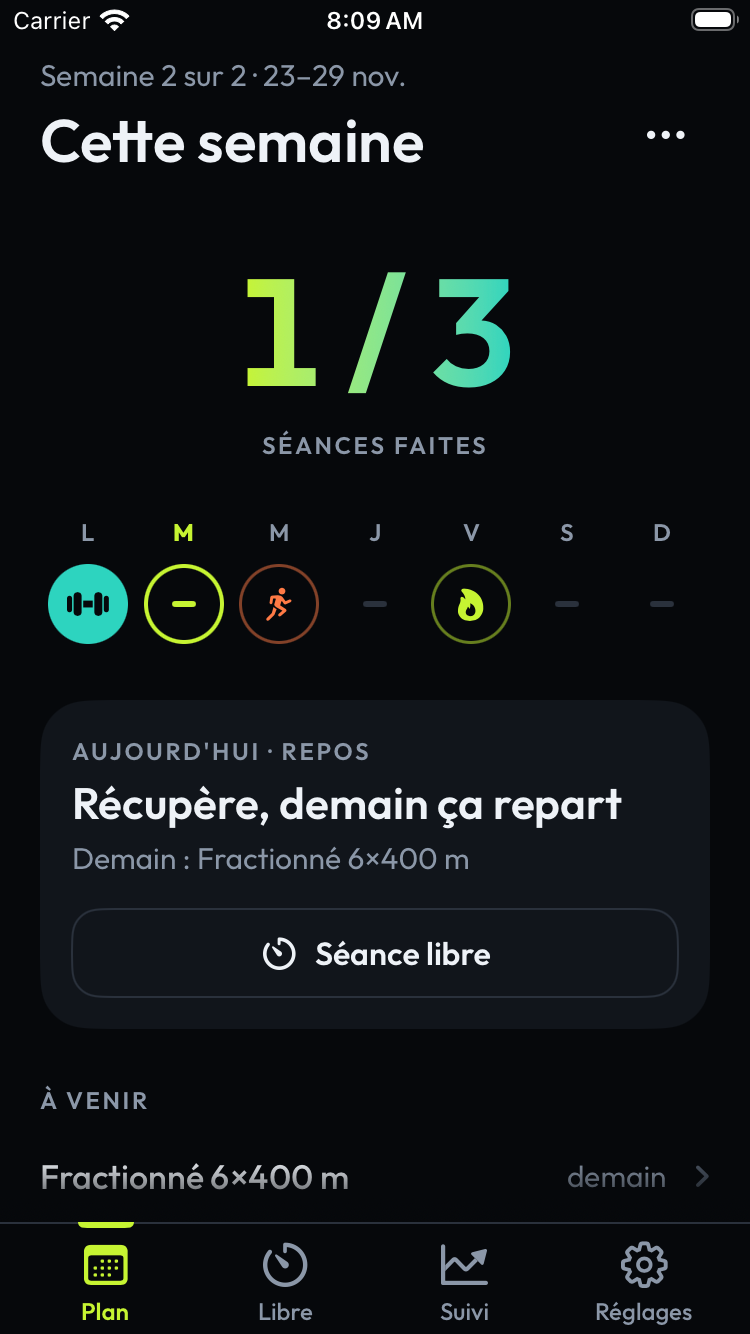 Carrier 8:09 AM
Semaine 2 sur 2 · 23–29 nov.
Cette semaine
1/3
SÉANCES FAITES
L M M J V S D
AUJOURD'HUI · REPOS
Récupère, demain ça repart
Demain : Fractionné 6×400 m
Séance libre
À VENIR
Fractionné 6×400 m demain
Plan Libre Suivi Réglages